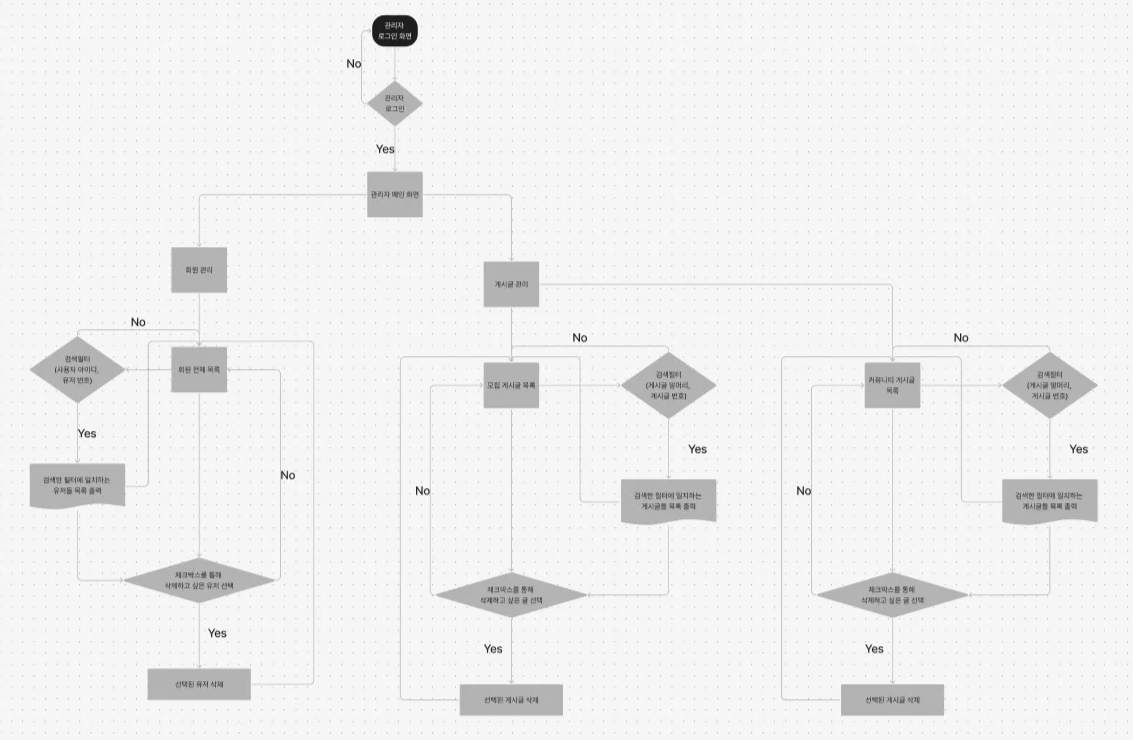 관리자
로그인 화면
No
관리자
로그인
Yes
관리자 메인 화면
회원 관리
게시글 관리
No
No
No
검색필터
(사용자 아이디,
유저 번호)
회원 전체 목록
모집 게시글 목록
검색필터
(게시글 말머리,
게시글 번호)
커뮤니티 게시글
목록
검색필터
(게시글 말머리,
게시글 번호)
Yes
Yes
Yes
검색한 필터에 일치하는
유저들 목록 출력
No
No
검색한 필터에 일치하는
게시글들 목록 출력
No
검색한 필터에 일치하는
게시글들 목록 출력
체크박스를 통해
삭제하고 싶은 유저 선택
체크박스를 통해
삭제하고 싶은 글 선택
체크박스를 통해
삭제하고 싶은 글 선택
Yes
Yes
Yes
선택된 유저 삭제
선택된 게시글 삭제
선택된 게시글 삭제